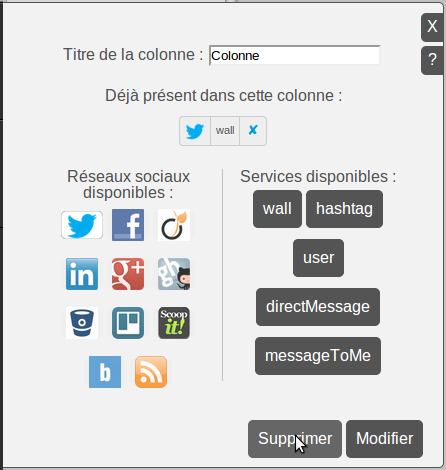 X
Titre de la colonne : Colonne
?
Déjà présent dans cette colonne :
wall ✘
Réseaux sociaux
disponibles :
Services disponibles :
wall hashtag
user
directMessage
messageToMe
f
in g+ gh
Scoop
it!
b
Supprimer Modifier